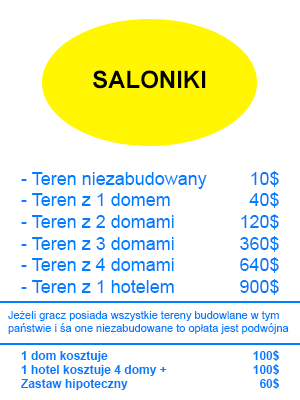 SALONIKI
- Teren niezabudowany 10$
- Teren z 1 domem 40$
- Teren z 2 domami 120$
- Teren z 3 domami 360$
- Teren z 4 domami 640$
- Teren z 1 hotelem 900$
Jeżeli gracz posiada wszystkie tereny budowlane w tym
państwie i śa one niezabudowane to opłata jest podwójna
1 dom kosztuje 100$
1 hotel kosztuje 4 domy + 100$
Zastaw hipoteczny 60$